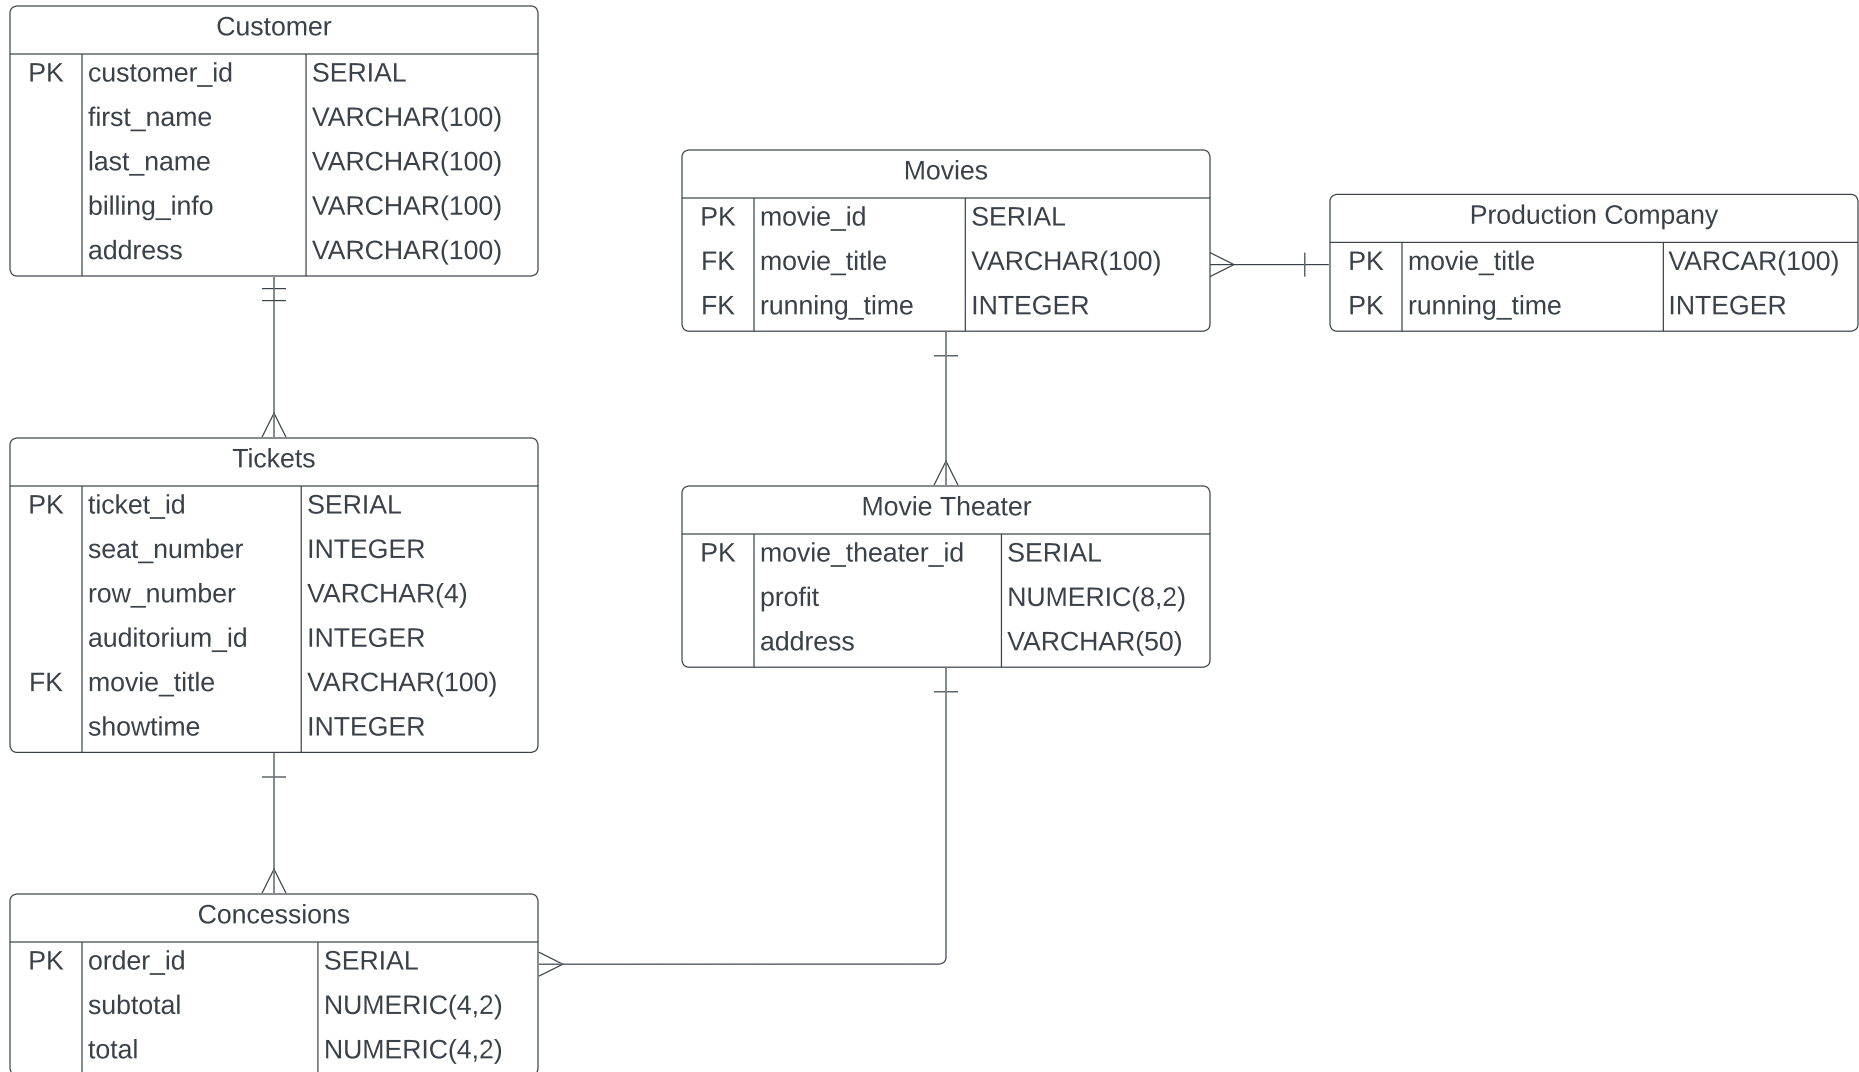 Customer
PK customer_id SERIAL
first_name VARCHAR(100)
last_name VARCHAR(100)
billing_info VARCHAR(100)
address VARCHAR(100)
Movies
PK movie_id SERIAL
FK movie_title VARCHAR(100)
FK running_time INTEGER
Production Company
PK movie_title VARCAR(100)
PK running_time INTEGER
Tickets
PK ticket_id SERIAL
seat_number INTEGER
row_number VARCHAR(4)
auditorium_id INTEGER
FK movie_title VARCHAR(100)
showtime INTEGER
Movie Theater
PK movie_theater_id SERIAL
profit NUMERIC(8,2)
address VARCHAR(50)
Concessions
PK order_id SERIAL
subtotal NUMERIC(4,2)
total NUMERIC(4,2)